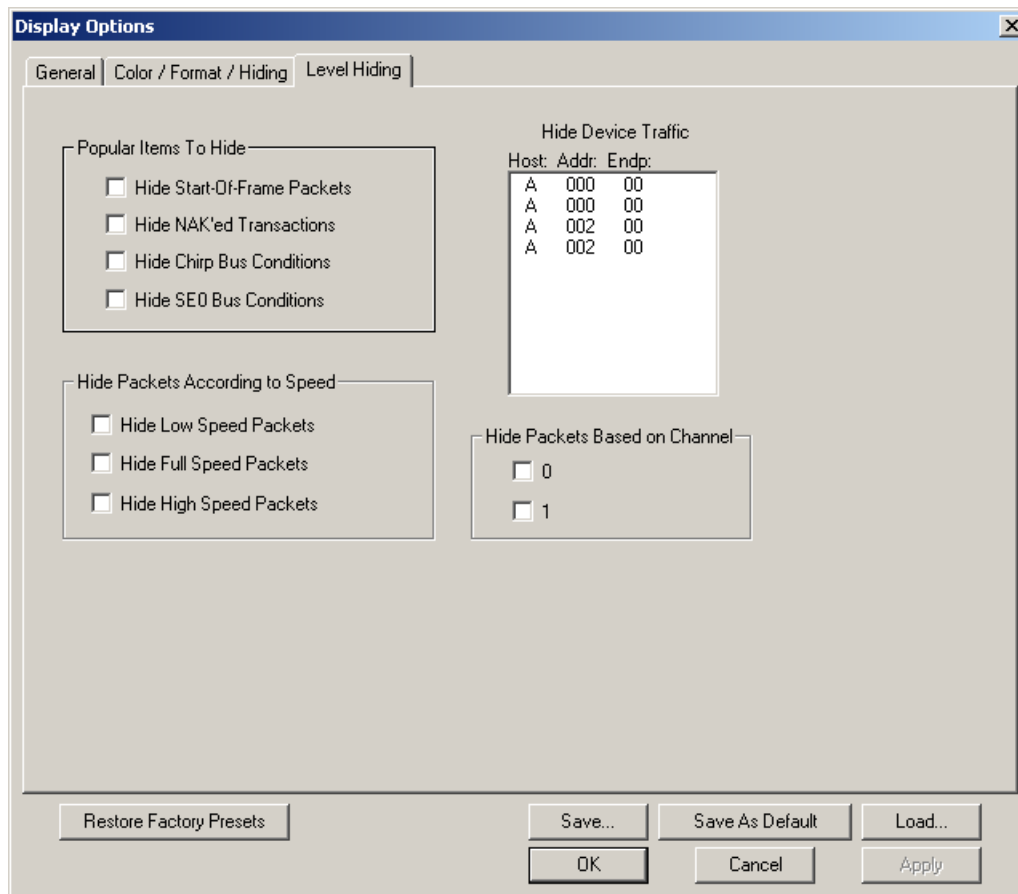 Display Options
General
Color / Format / Hiding
Level Hiding
Popular Items To Hide
Hide Start-Of-Frame Packets
Hide NAK'ed Transactions
Hide Chirp Bus Conditions
Hide SE0 Bus Conditions
Hide Device Traffic
Host: Addr: Endp:
A 000 00
A 000 00
A 002 00
A 002 00
Hide Packets According to Speed
Hide Low Speed Packets
Hide Full Speed Packets
Hide High Speed Packets
Hide Packets Based on Channel
0
1
Restore Factory Presets
Save...
Save As Default
Load...
OK
Cancel
Apply